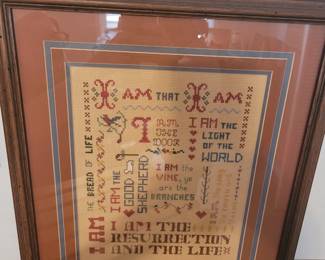 I AM THAT I AM
THE BREAD OF LIFE
I AM
I AM THE
GOOD
SHEPHERD
I AM
THE
DOOR
I AM THE
VINE, ye
are the
BRANCHES
I AM THE
LIGHT
OF THE
WORLD
I AM THE
RESURRECTION
AND THE LIFE